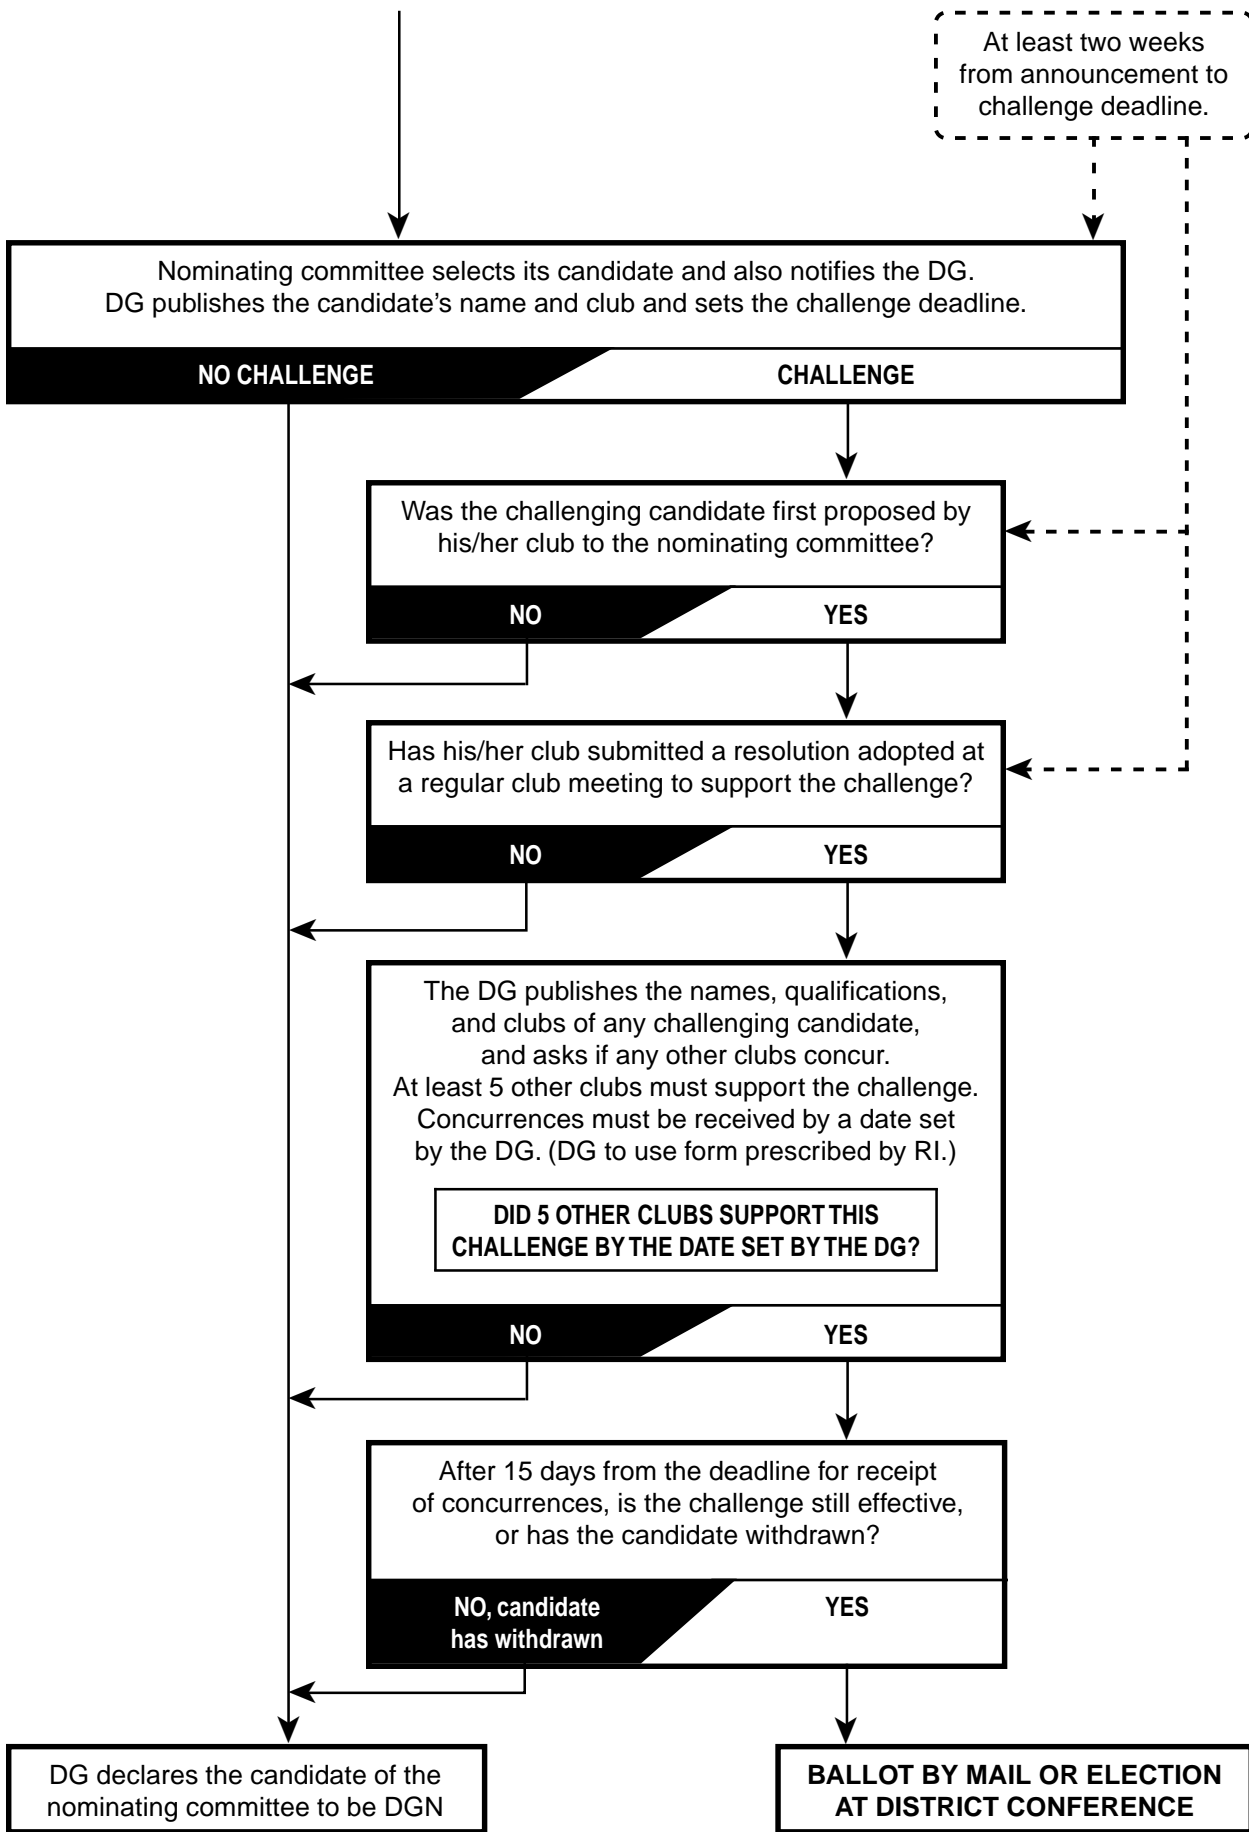 At least two weeks
from announcement to
challenge deadline.
Nominating committee selects its candidate and also notifies the DG.
DG publishes the candidate’s name and club and sets the challenge deadline.
NO CHALLENGE
CHALLENGE
Was the challenging candidate first proposed by
his/her club to the nominating committee?
NO
YES
Has his/her club submitted a resolution adopted at
a regular club meeting to support the challenge?
NO
YES
The DG publishes the names, qualifications,
and clubs of any challenging candidate,
and asks if any other clubs concur.
At least 5 other clubs must support the challenge.
Concurrences must be received by a date set
by the DG. (DG to use form prescribed by RI.)
DID 5 OTHER CLUBS SUPPORT THIS
CHALLENGE BY THE DATE SET BY THE DG?
NO
YES
After 15 days from the deadline for receipt
of concurrences, is the challenge still effective,
or has the candidate withdrawn?
NO, candidate
has withdrawn
YES
DG declares the candidate of the
nominating committee to be DGN
BALLOT BY MAIL OR ELECTION
AT DISTRICT CONFERENCE